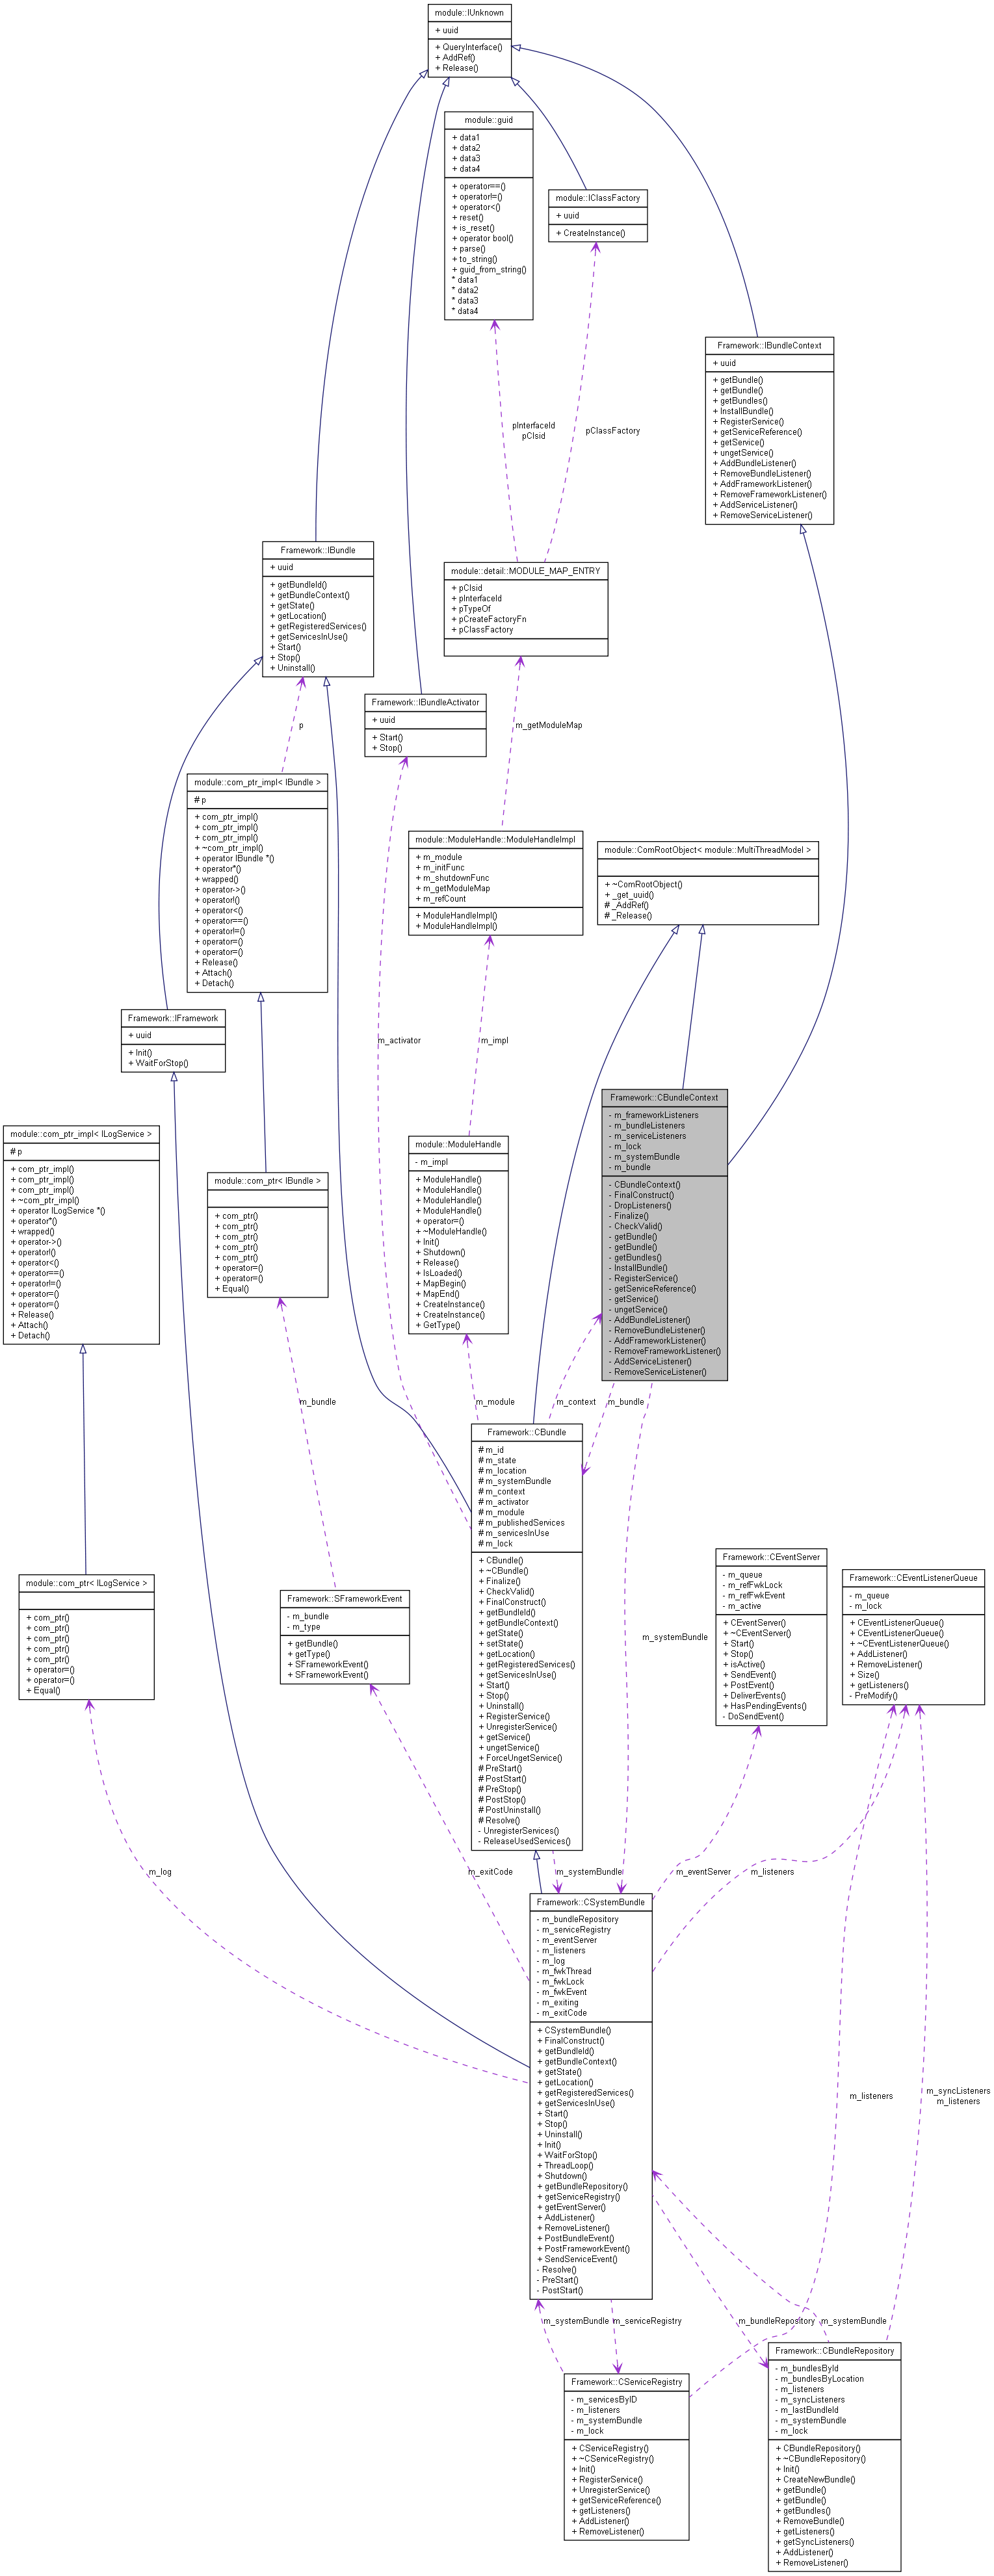 module::IUnknown
+ uuid
+ QueryInterface()
+ AddRef()
+ Release()
module::guid
+ data1
+ data2
+ data3
+ data4
+ operator==()
+ operator!=()
+ operator<()
+ reset()
+ is_reset()
+ operator bool()
+ parse()
+ to_string()
+ guid_from_string()
* data1
* data2
* data3
* data4
module::IClassFactory
+ uuid
+ CreateInstance()
Framework::IBundleContext
+ uuid
+ getBundle()
+ getBundle()
+ getBundles()
+ InstallBundle()
+ RegisterService()
+ getServiceReference()
+ getService()
+ ungetService()
+ AddBundleListener()
+ RemoveBundleListener()
+ AddFrameworkListener()
+ RemoveFrameworkListener()
+ AddServiceListener()
+ RemoveServiceListener()
pInterfaceId
pClsid
pClassFactory
Framework::IBundle
+ uuid
+ getBundleId()
+ getBundleContext()
+ getState()
+ getLocation()
+ getRegisteredServices()
+ getServicesInUse()
+ Start()
+ Stop()
+ Uninstall()
module::detail::MODULE_MAP_ENTRY
+ pClsid
+ pInterfaceId
+ pTypeOf
+ pCreateFactoryFn
+ pClassFactory
Framework::IBundleActivator
+ uuid
+ Start()
+ Stop()
p
m_getModuleMap
module::com_ptr_impl< IBundle >
# p
+ com_ptr_impl()
+ com_ptr_impl()
+ com_ptr_impl()
+ ~com_ptr_impl()
+ operator IBundle *()
+ operator*()
+ wrapped()
+ operator->()
+ operator!()
+ operator<()
+ operator==()
+ operator!=()
+ operator=()
+ operator=()
+ Release()
+ Attach()
+ Detach()
module::ModuleHandle::ModuleHandleImpl
+ m_module
+ m_initFunc
+ m_shutdownFunc
+ m_getModuleMap
+ m_refCount
+ ModuleHandleImpl()
+ ModuleHandleImpl()
module::ComRootObject< module::MultiThreadModel >
+ ~ComRootObject()
+ _get_uuid()
# _AddRef()
# _Release()
Framework::IFramework
+ uuid
+ Init()
+ WaitForStop()
m_activator
m_impl
module::com_ptr_impl< ILogService >
# p
+ com_ptr_impl()
+ com_ptr_impl()
+ com_ptr_impl()
+ ~com_ptr_impl()
+ operator ILogService *()
+ operator*()
+ wrapped()
+ operator->()
+ operator!()
+ operator<()
+ operator==()
+ operator!=()
+ operator=()
+ operator=()
+ Release()
+ Attach()
+ Detach()
module::com_ptr< IBundle >
+ com_ptr()
+ com_ptr()
+ com_ptr()
+ com_ptr()
+ com_ptr()
+ operator=()
+ operator=()
+ Equal()
module::ModuleHandle
- m_impl
+ ModuleHandle()
+ ModuleHandle()
+ ModuleHandle()
+ ModuleHandle()
+ operator=()
+ ~ModuleHandle()
+ Init()
+ Shutdown()
+ Release()
+ IsLoaded()
+ MapBegin()
+ MapEnd()
+ CreateInstance()
+ CreateInstance()
+ GetType()
Framework::CBundleContext
- m_frameworkListeners
- m_bundleListeners
- m_serviceListeners
- m_lock
- m_systemBundle
- m_bundle
- CBundleContext()
- FinalConstruct()
- DropListeners()
- Finalize()
- CheckValid()
- getBundle()
- getBundle()
- getBundles()
- InstallBundle()
- RegisterService()
- getServiceReference()
- getService()
- ungetService()
- AddBundleListener()
- RemoveBundleListener()
- AddFrameworkListener()
- RemoveFrameworkListener()
- AddServiceListener()
- RemoveServiceListener()
m_bundle
m_module
m_context
m_bundle
Framework::CBundle
# m_id
# m_state
# m_location
# m_systemBundle
# m_context
# m_activator
# m_module
# m_publishedServices
# m_servicesInUse
# m_lock
+ CBundle()
+ ~CBundle()
+ Finalize()
+ CheckValid()
+ FinalConstruct()
+ getBundleId()
+ getBundleContext()
+ getState()
+ setState()
+ getLocation()
+ getRegisteredServices()
+ getServicesInUse()
+ Start()
+ Stop()
+ Uninstall()
+ RegisterService()
+ UnregisterService()
+ getService()
+ ungetService()
+ ForceUngetService()
# PreStart()
# PostStart()
# PreStop()
# PostStop()
# PostUninstall()
# Resolve()
- UnregisterServices()
- ReleaseUsedServices()
module::com_ptr< ILogService >
+ com_ptr()
+ com_ptr()
+ com_ptr()
+ com_ptr()
+ com_ptr()
+ operator=()
+ operator=()
+ Equal()
Framework::SFrameworkEvent
- m_bundle
- m_type
+ getBundle()
+ getType()
+ SFrameworkEvent()
+ SFrameworkEvent()
m_systemBundle
Framework::CEventServer
- m_queue
- m_refFwkLock
- m_refFwkEvent
- m_active
+ CEventServer()
+ ~CEventServer()
+ Start()
+ Stop()
+ isActive()
+ SendEvent()
+ PostEvent()
+ DeliverEvents()
+ HasPendingEvents()
- DoSendEvent()
Framework::CEventListenerQueue
- m_queue
- m_lock
+ CEventListenerQueue()
+ CEventListenerQueue()
+ ~CEventListenerQueue()
+ AddListener()
+ RemoveListener()
+ Size()
+ getListeners()
- PreModify()
m_log
m_exitCode
m_systemBundle
m_eventServer
m_listeners
Framework::CSystemBundle
- m_bundleRepository
- m_serviceRegistry
- m_eventServer
- m_listeners
- m_log
- m_fwkThread
- m_fwkLock
- m_fwkEvent
- m_exiting
- m_exitCode
+ CSystemBundle()
+ FinalConstruct()
+ getBundleId()
+ getBundleContext()
+ getState()
+ getLocation()
+ getRegisteredServices()
+ getServicesInUse()
+ Start()
+ Stop()
+ Uninstall()
+ Init()
+ WaitForStop()
+ ThreadLoop()
+ Shutdown()
+ getBundleRepository()
+ getServiceRegistry()
+ getEventServer()
+ AddListener()
+ RemoveListener()
+ PostBundleEvent()
+ PostFrameworkEvent()
+ SendServiceEvent()
- Resolve()
- PreStart()
- PostStart()
m_listeners
m_syncListeners
m_listeners
m_systemBundle
m_serviceRegistry
m_bundleRepository
m_systemBundle
Framework::CServiceRegistry
- m_servicesByID
- m_listeners
- m_systemBundle
- m_lock
+ CServiceRegistry()
+ ~CServiceRegistry()
+ Init()
+ RegisterService()
+ UnregisterService()
+ getServiceReference()
+ getListeners()
+ AddListener()
+ RemoveListener()
Framework::CBundleRepository
- m_bundlesById
- m_bundlesByLocation
- m_listeners
- m_syncListeners
- m_lastBundleId
- m_systemBundle
- m_lock
+ CBundleRepository()
+ ~CBundleRepository()
+ Init()
+ CreateNewBundle()
+ getBundle()
+ getBundle()
+ getBundles()
+ RemoveBundle()
+ getListeners()
+ getSyncListeners()
+ AddListener()
+ RemoveListener()